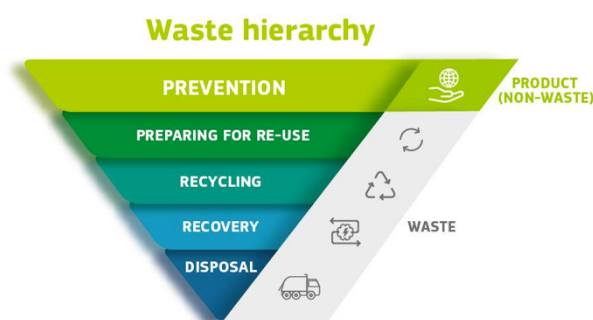 Waste hierarchy
PREVENTION
PRODUCT
(NON-WASTE)
PREPARING FOR RE-USE
RECYCLING
RECOVERY
WASTE
DISPOSAL